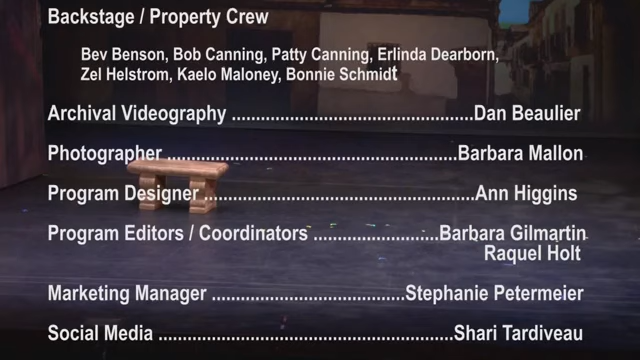 Backstage / Property Crew
Bev Benson, Bob Canning, Patty Canning, Erlinda Dearborn,
Zel Helstrom, Kaelo Maloney, Bonnie Schmidt
Archival Videography ................................................Dan Beaulier
Photographer .........................................................Barbara Mallon
Program Designer .....................................................Ann Higgins
Program Editors / Coordinators .........................Barbara Gilmartin
Raquel Holt
Marketing Manager .....................................Stephanie Petermeier
Social Media .........................................................Shari Tardiveau